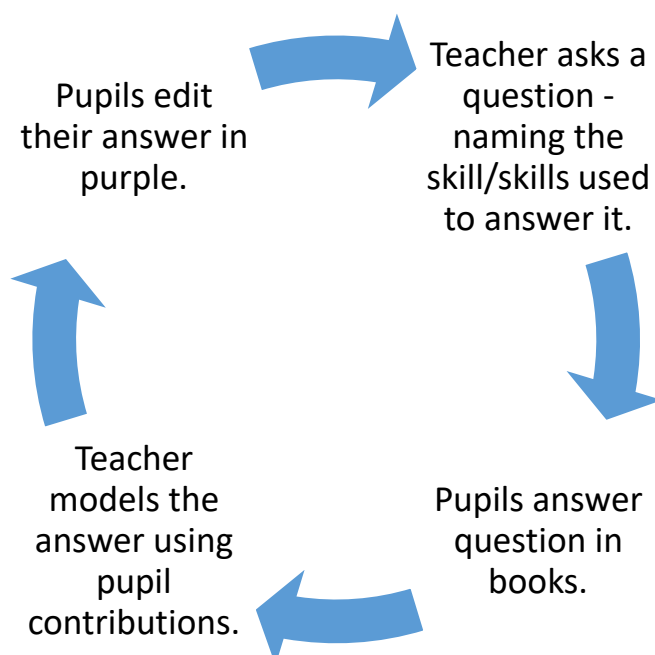 Teacher asks a
question -
naming the
skill/skills used
to answer it.
Pupils answer
question in
books.
Teacher
models the
answer using
pupil
contributions.
Pupils edit
their answer in
purple.